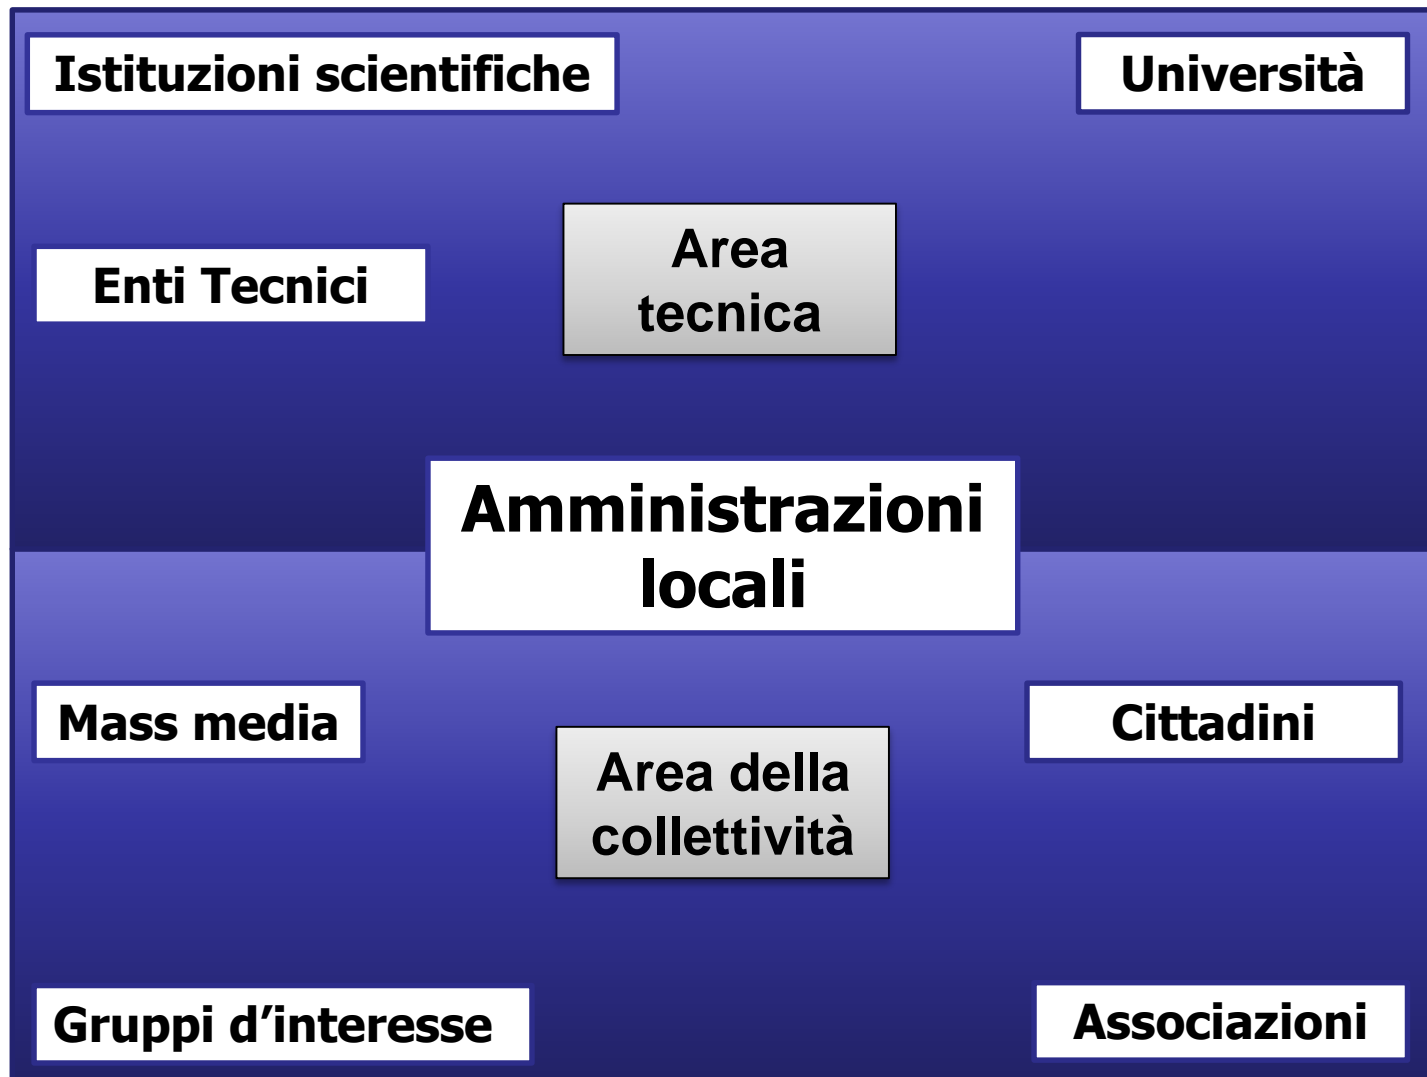 Istituzioni scientifiche
Università
Enti Tecnici
Area
tecnica
Amministrazioni
locali
Mass media
Cittadini
Area della
collettività
Gruppi d’interesse
Associazioni